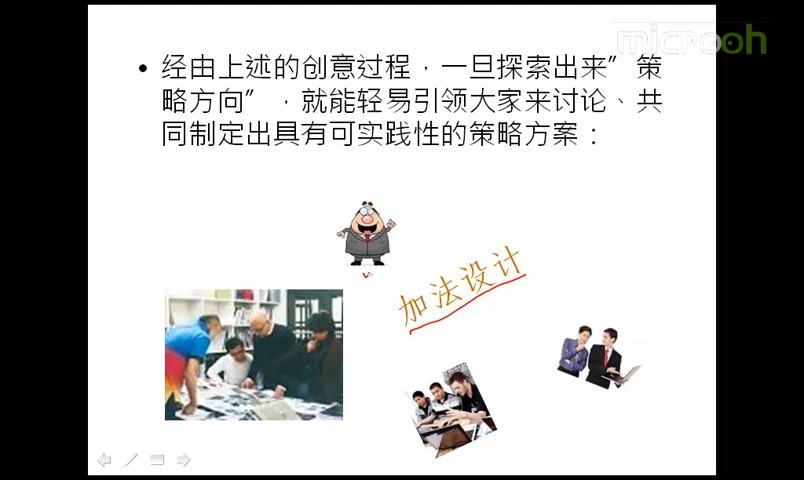 microoh
• 经由上述的创意过程，一旦探索出来”策
略方向”，就能轻易引领大家来讨论、共
同制定出具有可实践性的策略方案：
加法设计